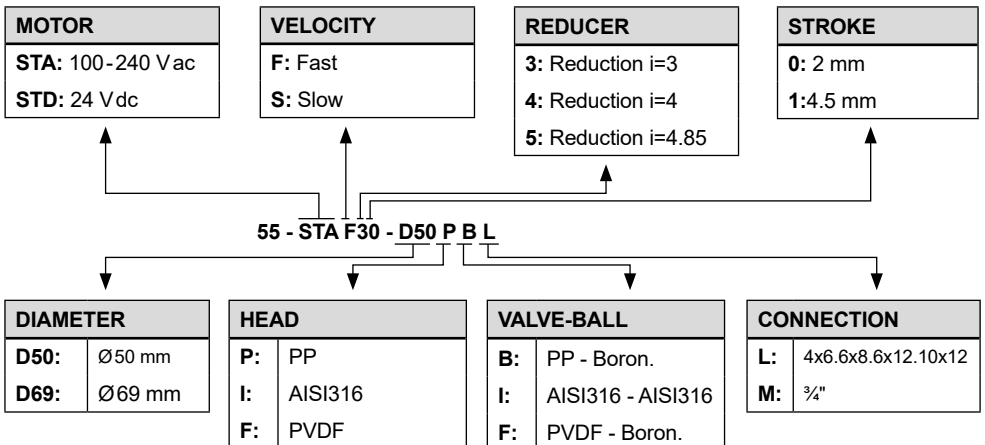 MOTOR
STA: 100-240 Vac
STD: 24 Vdc
VELOCITY
F: Fast
S: Slow
REDUCER
3: Reduction i=3
4: Reduction i=4
5: Reduction i=4.85
STROKE
0: 2 mm
1:4.5 mm
55 - STA F30 - D50 P B L
DIAMETER
D50: Ø50 mm
D69: Ø69 mm
HEAD
P: PP
I: AISI316
F: PVDF
VALVE-BALL
B: PP - Boron.
I: AISI316 - AISI316
F: PVDF - Boron.
CONNECTION
L: 4x6.6x8.6x12.10x12
M: ¾"